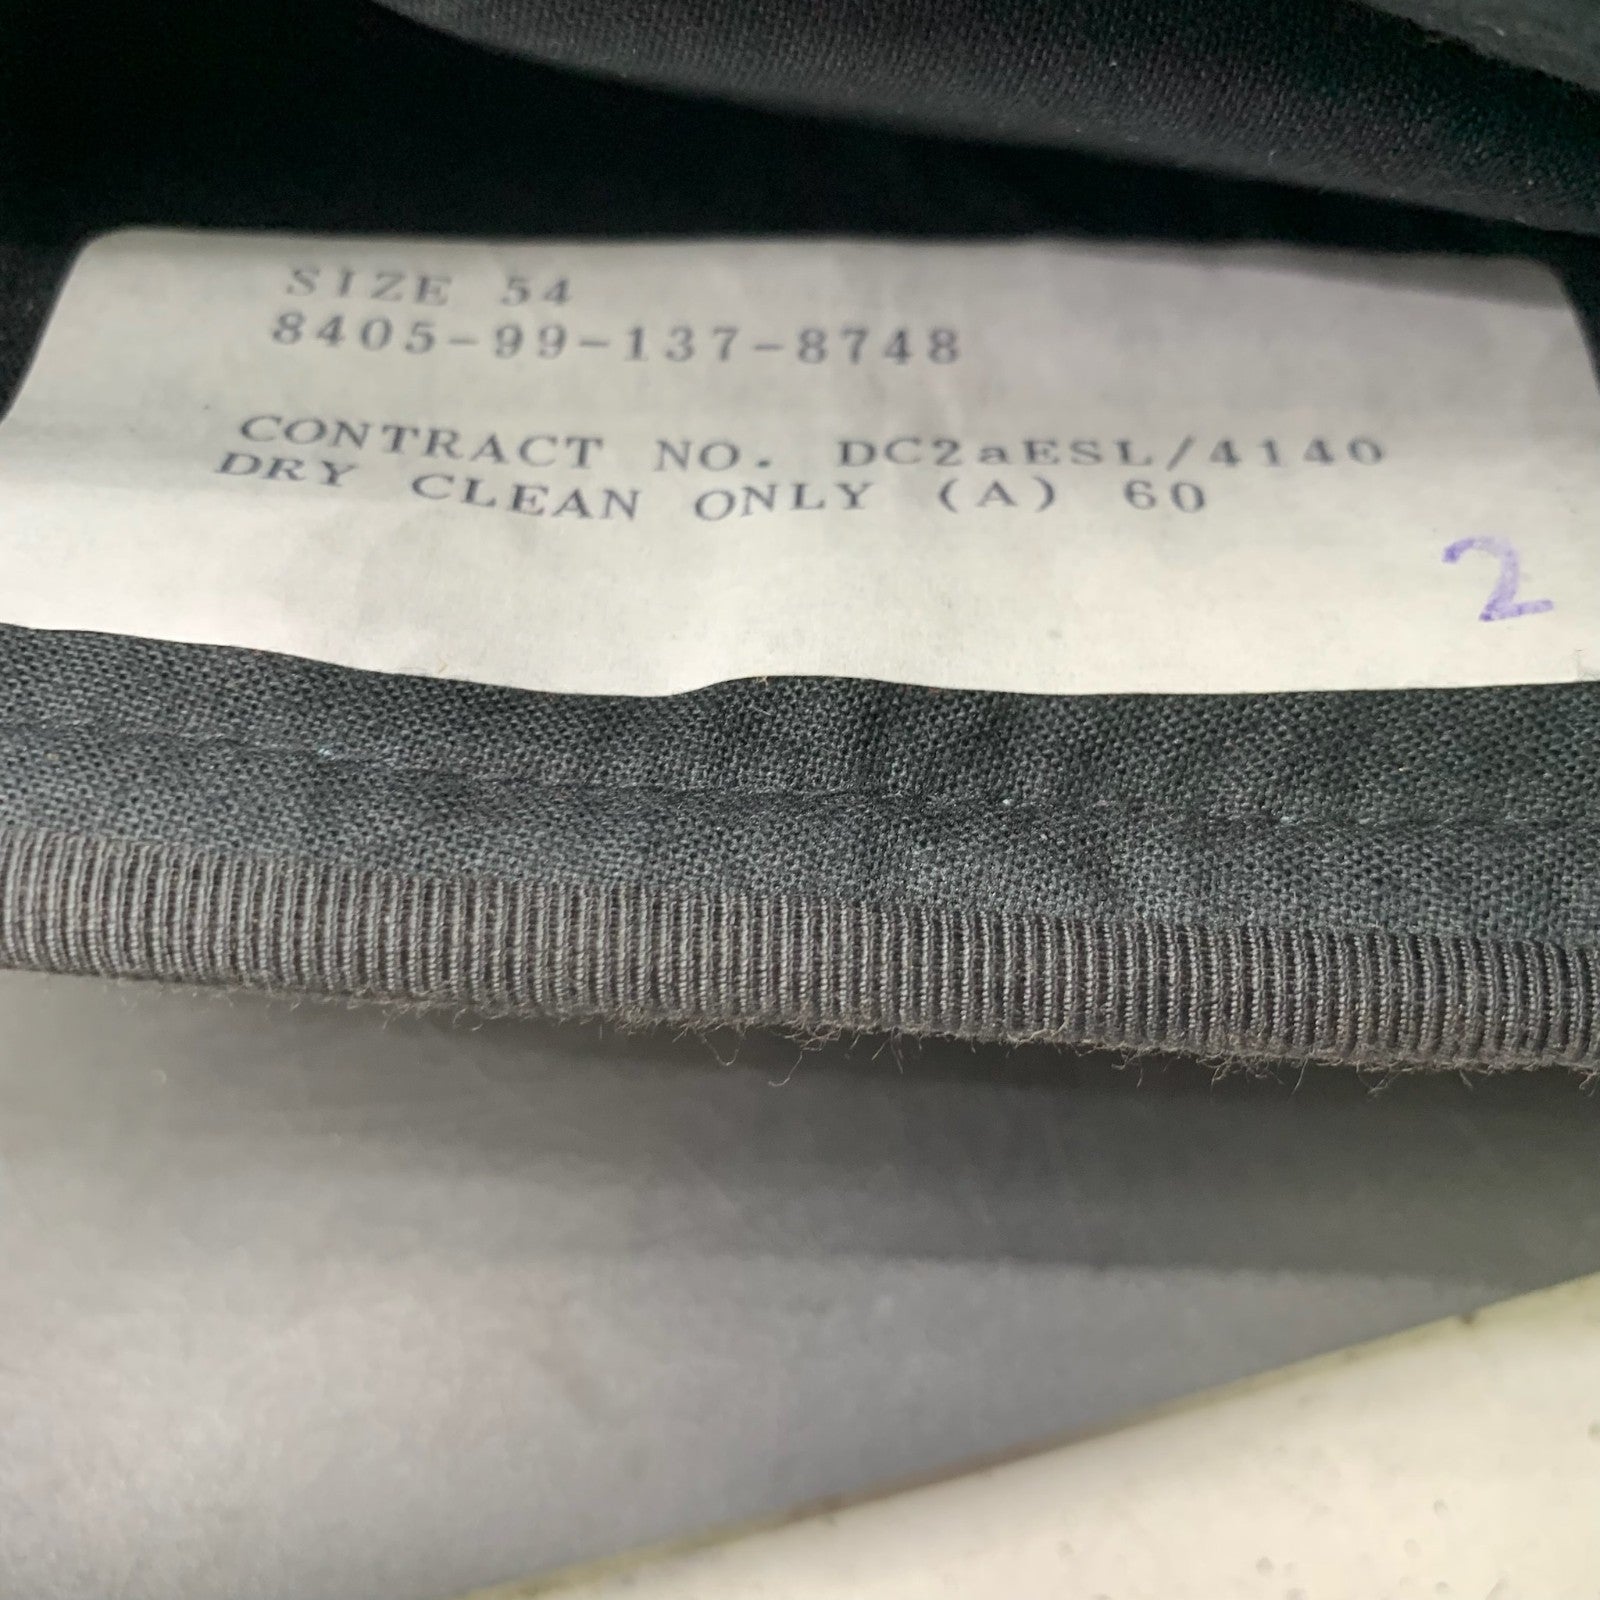 SIZE 54
8405-99-137-8748
CONTRACT NO. DC2aESL/4140
DRY CLEAN ONLY (A) 60
2